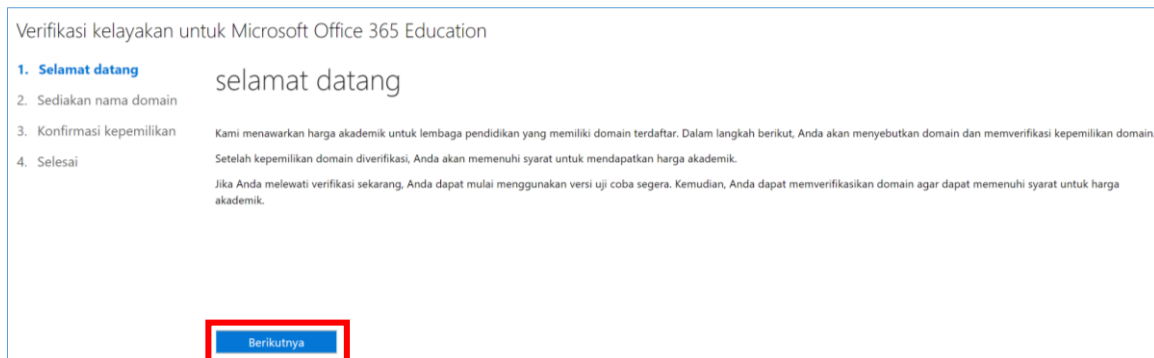 Verifikasi kelayakan untuk Microsoft Office 365 Education
1. Selamat datang
2. Sediakan nama domain
3. Konfirmasi kepemilikan
4. Selesai
selamat datang
Kami menawarkan harga akademik untuk lembaga pendidikan yang memiliki domain terdaftar. Dalam langkah berikut, Anda akan menyebutkan domain dan memverifikasi kepemilikan domain.
Setelah kepemilikan domain diverifikasi, Anda akan memenuhi syarat untuk mendapatkan harga akademik.
Jika Anda melewati verifikasi sekarang, Anda dapat mulai menggunakan versi uji coba segera. Kemudian, Anda dapat memverifikasikan domain agar dapat memenuhi syarat untuk harga
akademik.
Berikutnya